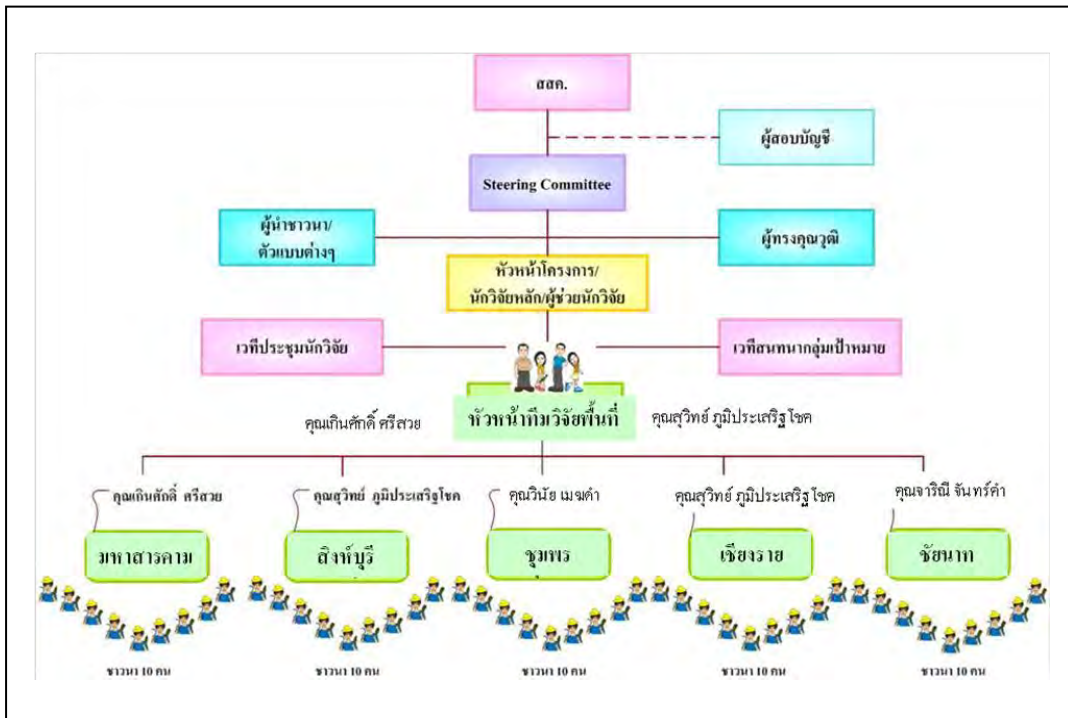 สสค.
ผู้สอบบัญชี
Steering Committee
ผู้นำชาวนา/
ตัวแบบต่างๆ
ผู้ทรงคุณวุฒิ
หัวหน้าโครงการ/
นักวิจัยหลัก/ผู้ช่วยนักวิจัย
เวทีประชุมนักวิจัย
เวทีสนทนากลุ่มเป้าหมาย
หัวหน้าทีมวิจัยพื้นที่
คุณเกินศักดิ์ ศรีสวย
คุณสุวิทย์ ภูมิประเสริฐโชค
คุณเกินศักดิ์ ศรีสวย
คุณสุวิทย์ ภูมิประเสริฐโชค
คุณวินัย เมฆดำ
คุณสุวิทย์ ภูมิประเสริฐโชค
คุณจาริณี จันทร์คำ
มหาสารคาม
สิงห์บุรี
ชุมพร
เชียงราย
ชัยนาท
ชาวนา 10 คน
ชาวนา 10 คน
ชาวนา 10 คน
ชาวนา 10 คน
ชาวนา 10 คน